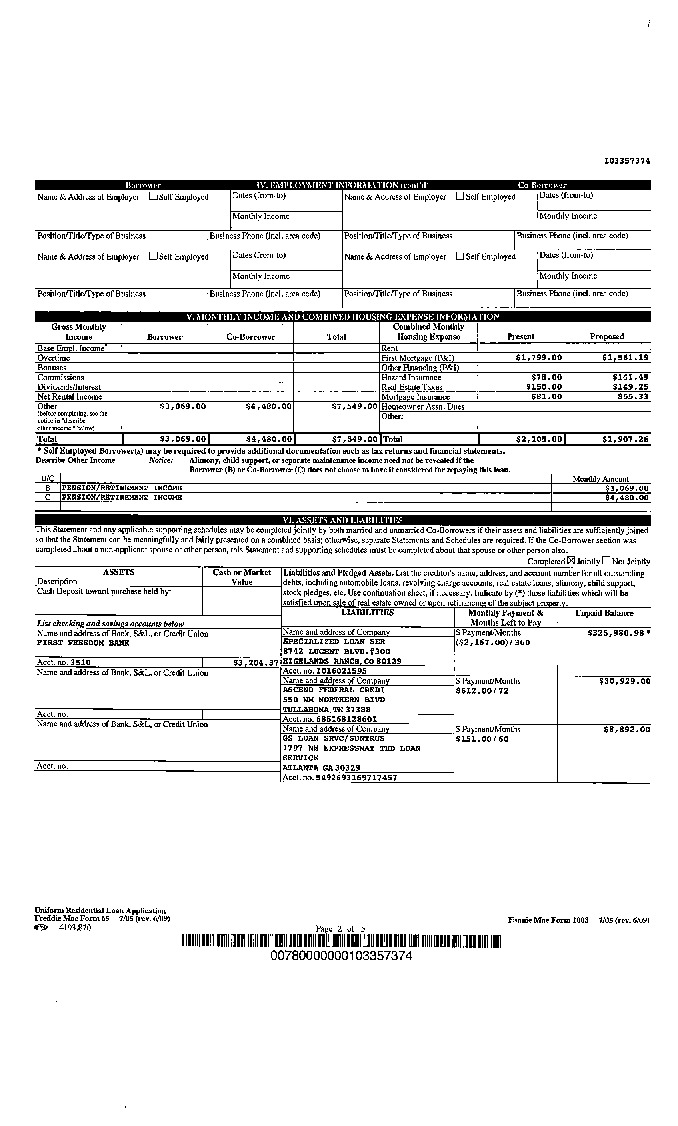 103357374
Borrower IV. EMPLOYMENT INFORMATION (cont'd) Co-Borrower
Name & Address of Employer Self Employed Dates (from-to) Name & Address of Employer Self Employed Dates (from-to)
Monthly Income Monthly Income
Position/Title/Type of Business Business Phone (incl. area code) Position/Title/Type of Business Business Phone (incl. area code)
Name & Address of Employer Self Employed Dates (from-to) Name & Address of Employer Self Employed Dates (from-to)
Monthly Income Monthly Income
Position/Title/Type of Business Business Phone (incl. area code) Position/Title/Type of Business Business Phone (incl. area code)
V. MONTHLY INCOME AND COMBINED HOUSING EXPENSE INFORMATION
Gross Monthly Income Borrower Co-Borrower Total Combined Monthly Housing Expense Present Proposed
Base Empl. Income* Rent
Overtime First Mortgage (P&I) $1,799.00
Bonuses Other Financing (P&I)
Commissions Hazard Insurance $78.00 $141.49
Dividends/Interest Real Estate Taxes $150.00 $149.25
Net Rental Income Mortgage Insurance $81.00 $55.33
Other $3,069.00 $4,480.00 $7,549.00 Homeowner Assn. Dues
(before completing, see the notice in "describe other income," below) Other:
Total $3,069.00 $4,480.00 $7,549.00 Total $1,907.26
* Self Employed Borrower(s) may be required to provide additional documentation such as tax returns and financial statements.
Describe Other Income Notice: Alimony, child support, or separate maintenance income need not be revealed if the
Borrower (B) or Co-Borrower (C) does not choose to have it considered for repaying this loan.
B/C Monthly Amount
B PENSION/RETIREMENT INCOME $3,069.00
C PENSION/RETIREMENT INCOME $4,480.00
VI. ASSETS AND LIABILITIES
This Statement and any applicable supporting schedules may be completed jointly by both married and unmarried Co-Borrowers if their assets and liabilities are sufficiently joined
so that the Statement can be meaningfully and fairly presented on a combined basis; otherwise, separate Statements and Schedules are required. If the Co-Borrower section was
completed about a non-applicant spouse or other person, this Statement and supporting schedules must be completed about that spouse or other person also.
Completed Jointly Not Jointly
ASSETS Cash or Market Value
Description
Cash Deposit toward purchase held by:
Liabilities and Pledged Assets. List the creditor's name, address, and account number for all outstanding
debts, including automobile loans, revolving charge accounts, real estate loans, alimony, child support,
stock pledges, etc. Use continuation sheet, if necessary. Indicate by (*) those liabilities which will be
satisfied upon sale of real estate owned or upon refinancing of the subject property.
LIABILITIES Monthly Payment & Months Left to Pay Unpaid Balance
List checking and savings accounts below
Name and address of Bank, S&L, or Credit Union
FIRST FREEDOM BANK
Acct. no. 3510 $3,204.37
Name and address of Bank, S&L, or Credit Union
Acct. no.
Name and address of Bank, S&L, or Credit Union
Acct. no.
Name and address of Company $ Payment/Months $225,980.98 *
SPECIALIZED LOAN SER ($2,167.00)/360
8742 LUCENT BLVD. #300
HIGHLANDS RANCH, CO 80129
Acct. no. 1016021595
Name and address of Company $ Payment/Months $30,929.00
ASCEND FEDERAL CREDI $612.00/72
550 NW NORTHERN BLVD
TULLAHOMA, TN 37388
Acct. no. 685168128601
Name and address of Company $ Payment/Months $8,892.00
GS LOAN SRVC/SUNTRUS $151.00/60
1797 NE EXPRESSWAY THD LOAN
SERVICE
ATLANTA GA 30329
Acct. no. 5492693169717457
Uniform Residential Loan Application
Freddie Mac Form 65 7/05 (rev. 6/09) Fannie Mae Form 1003 7/05 (rev. 6/09)
Page 2 of 5
00780000000103357374